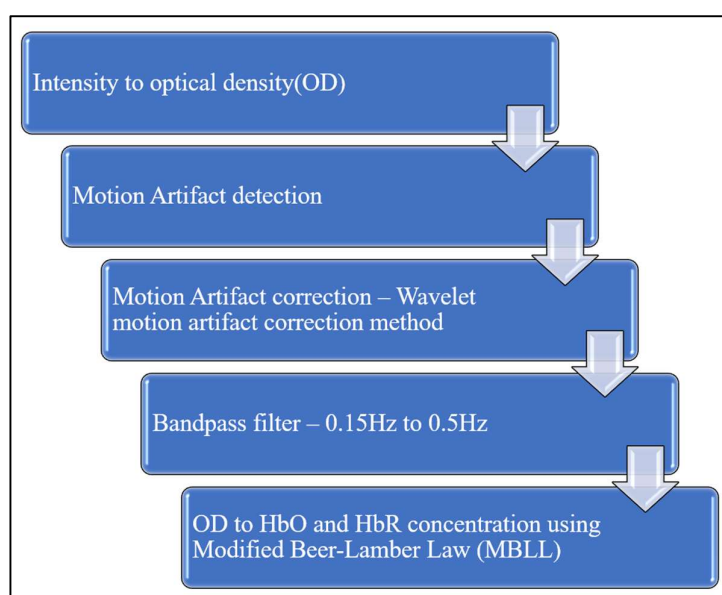 Intensity to optical density(OD)
Motion Artifact detection
Motion Artifact correction – Wavelet
motion artifact correction method
Bandpass filter – 0.15Hz to 0.5Hz
OD to HbO and HbR concentration using
Modified Beer-Lamber Law (MBLL)